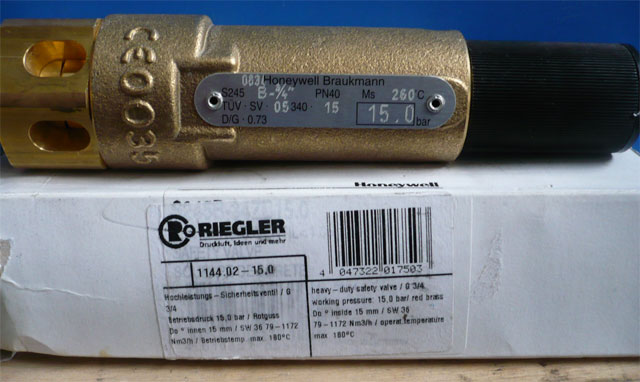 CE0035
003 Honeywell Braukmann
S245 B-¾" PN40 Ms 260°C
TÜV · SV · 05 340 · 15 15.0 bar
D/G · 0.73
Honeywell
RIEGLER
Druckluft, Ideen und mehr
1144.02-15,0
4 047322 017503
Hochleistungs-Sicherheitsventil / G
3/4
Betriebsdruck 15,0 bar / Rotguss
Do ° innen 15 mm / SW 36 79-1172
Nm3/h / Betriebstemp. max. 180°C
heavy-duty safety valve / G 3/4
working pressure: 15,0 bar/ red brass
Do ° inside 15 mm / SW 36
79-1172 Nm3/h / operat.temperature
max. 180°C